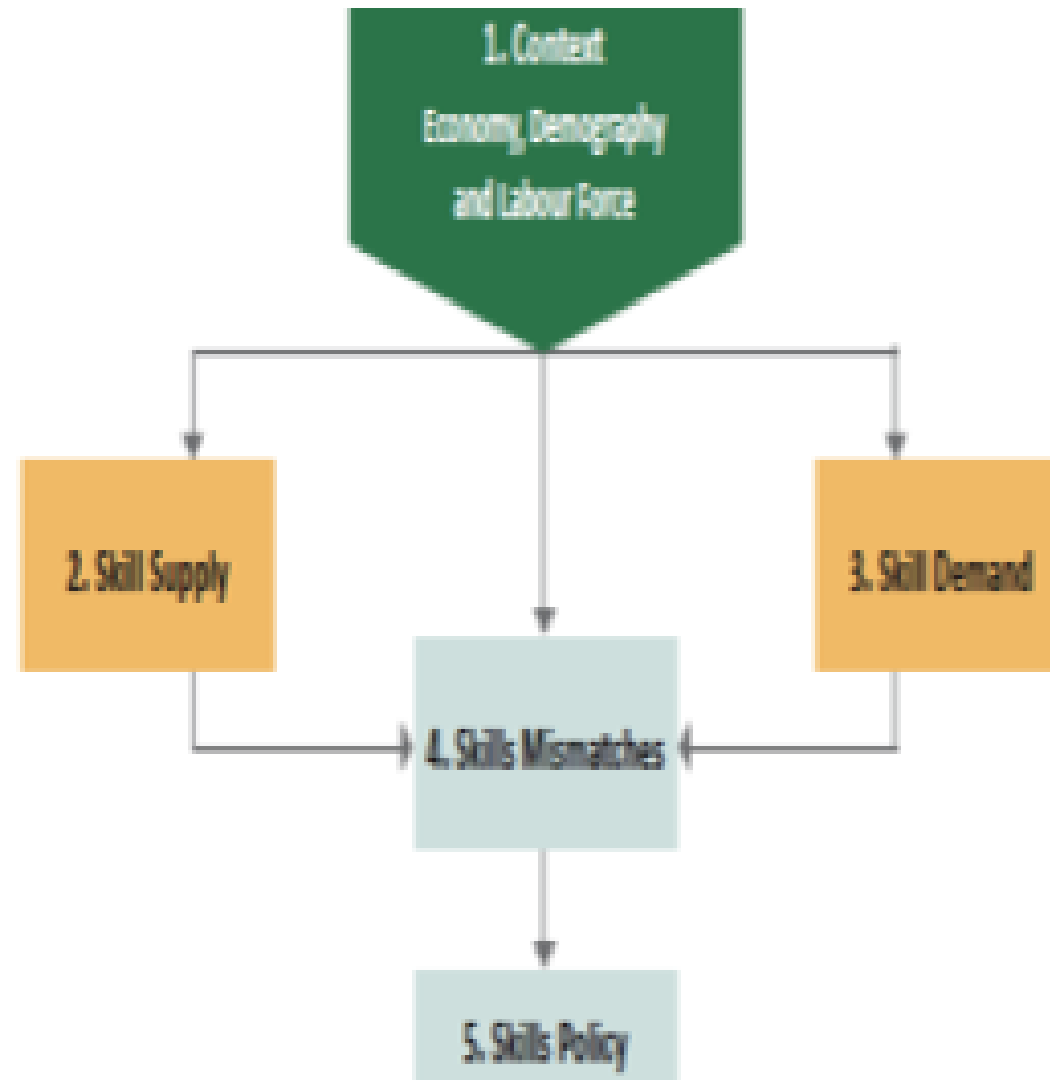 1. Context
Economy, Demography
and Labour Force
2. Skill Supply
3. Skill Demand
4. Skills Mismatches
5. Skills Policy